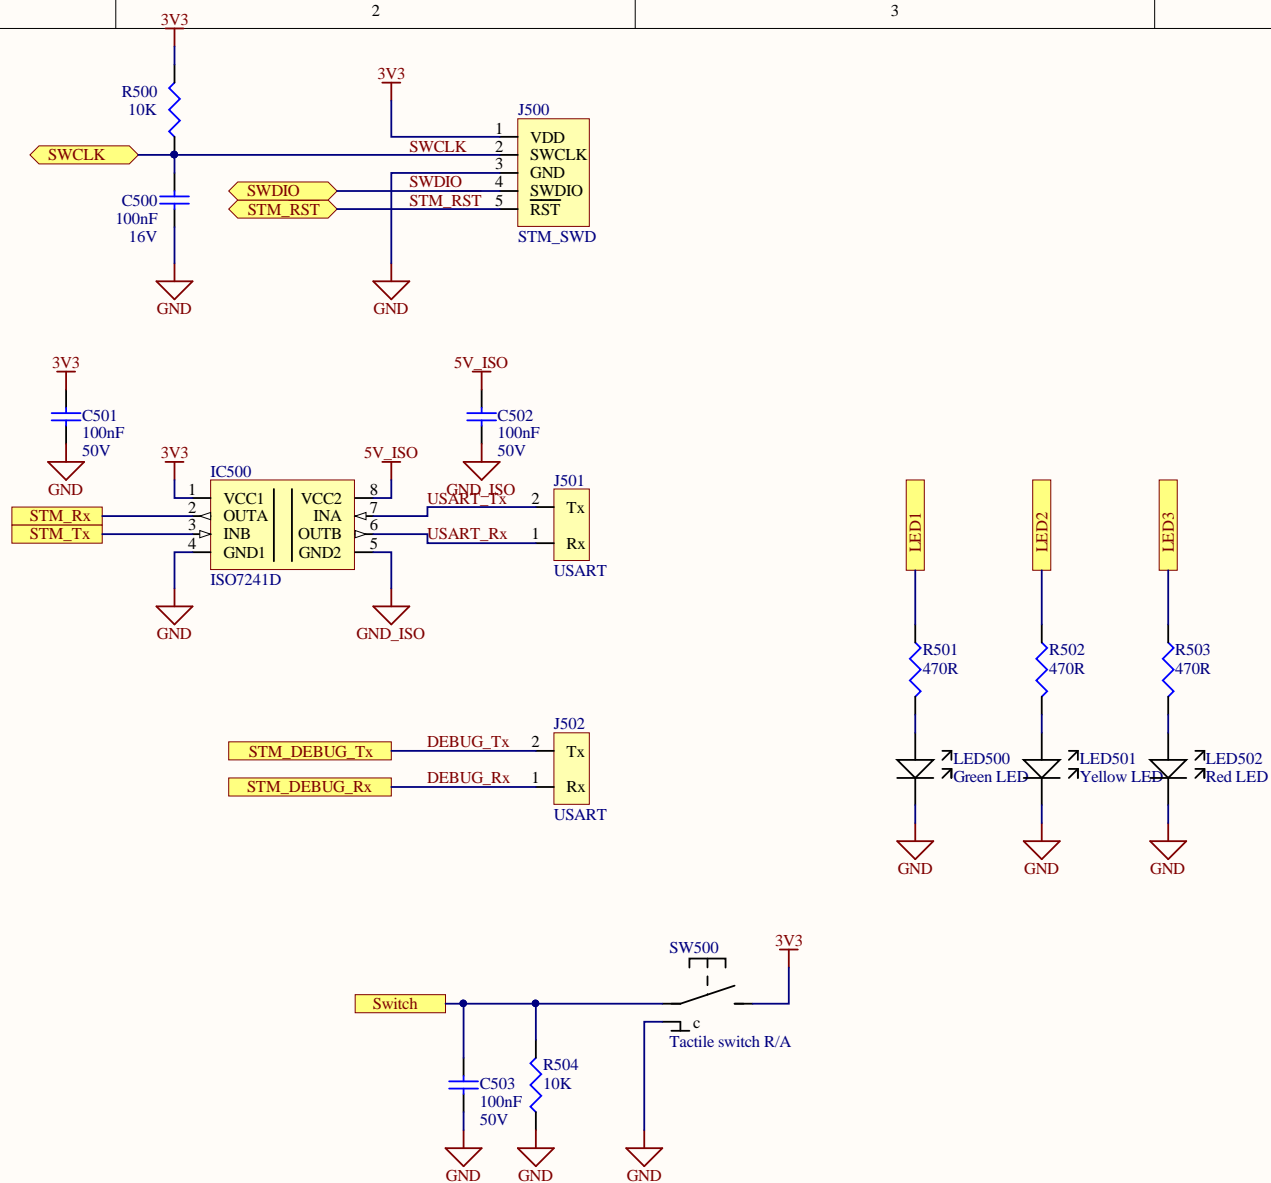 2
3
3V3
R500
10K
SWCLK
C500
100nF
16V
GND
3V3
J500
1 VDD
SWCLK 2 SWCLK
3 GND
SWDIO SWDIO 4 SWDIO
STM_RST STM_RST 5 RST
STM_SWD
GND
3V3
C501
100nF
50V
GND
5V_ISO
C502
100nF
50V
GND_ISO
3V3
IC500
5V_ISO
1 VCC1 VCC2 8
STM_Rx 2 OUTA INA 7
STM_Tx 3 INB OUTB 6
4 GND1 GND2 5
ISO7241D
GND
GND_ISO
J501
USART_Tx 2 Tx
USART_Rx 1 Rx
USART
LED1
LED2
LED3
R501
470R
R502
470R
R503
470R
LED500
Green LED
LED501
Yellow LED
LED502
Red LED
GND
GND
GND
J502
STM_DEBUG_Tx DEBUG_Tx 2 Tx
STM_DEBUG_Rx DEBUG_Rx 1 Rx
USART
SW500
3V3
Switch
c
Tactile switch R/A
R504
10K
C503
100nF
50V
GND
GND
GND